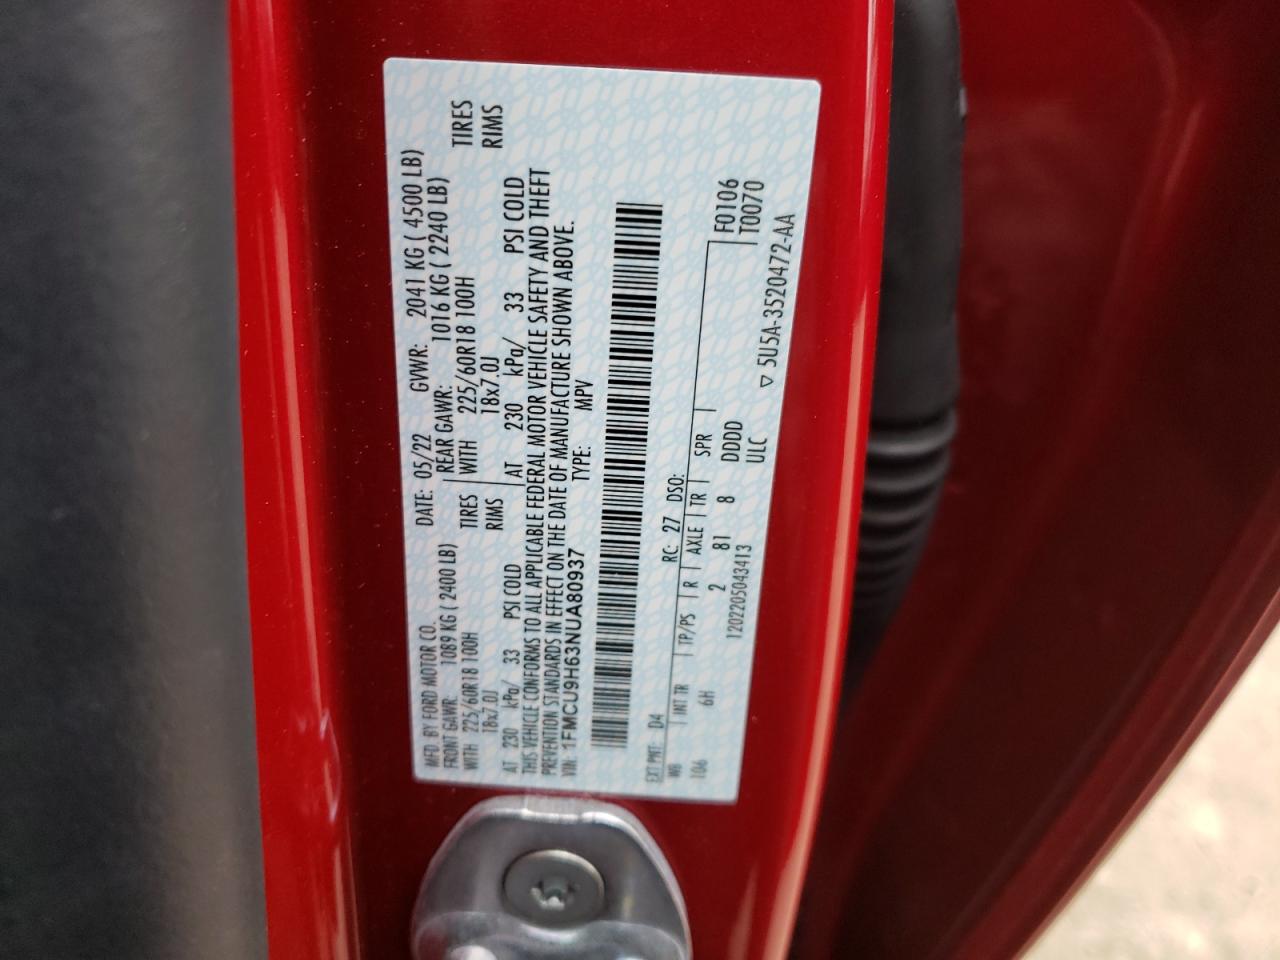 MFD. BY FORD MOTOR CO. DATE: 05/22 GVWR: 2041 KG ( 4500 LB)
FRONT GAWR: 1089 KG ( 2400 LB) REAR GAWR: 1016 KG ( 2240 LB)
WITH 225/60R18 100H TIRES WITH 225/60R18 100H TIRES
18x7.0J RIMS 18x7.0J RIMS
AT 230 kPa/ 33 PSI COLD AT 230 kPa/ 33 PSI COLD
THIS VEHICLE CONFORMS TO ALL APPLICABLE FEDERAL MOTOR VEHICLE SAFETY AND THEFT
PREVENTION STANDARDS IN EFFECT ON THE DATE OF MANUFACTURE SHOWN ABOVE.
VIN: 1FMCU9H63NUA80937 TYPE: MPV
EXT PNT: D4 RC: 27 DSO: F0106
WB INT TR TP/PS R AXLE TR SPR T0070
106 6H 2 81 8 DDDD
1202205043413 ULC ▽ 5U5A-3520472-AA